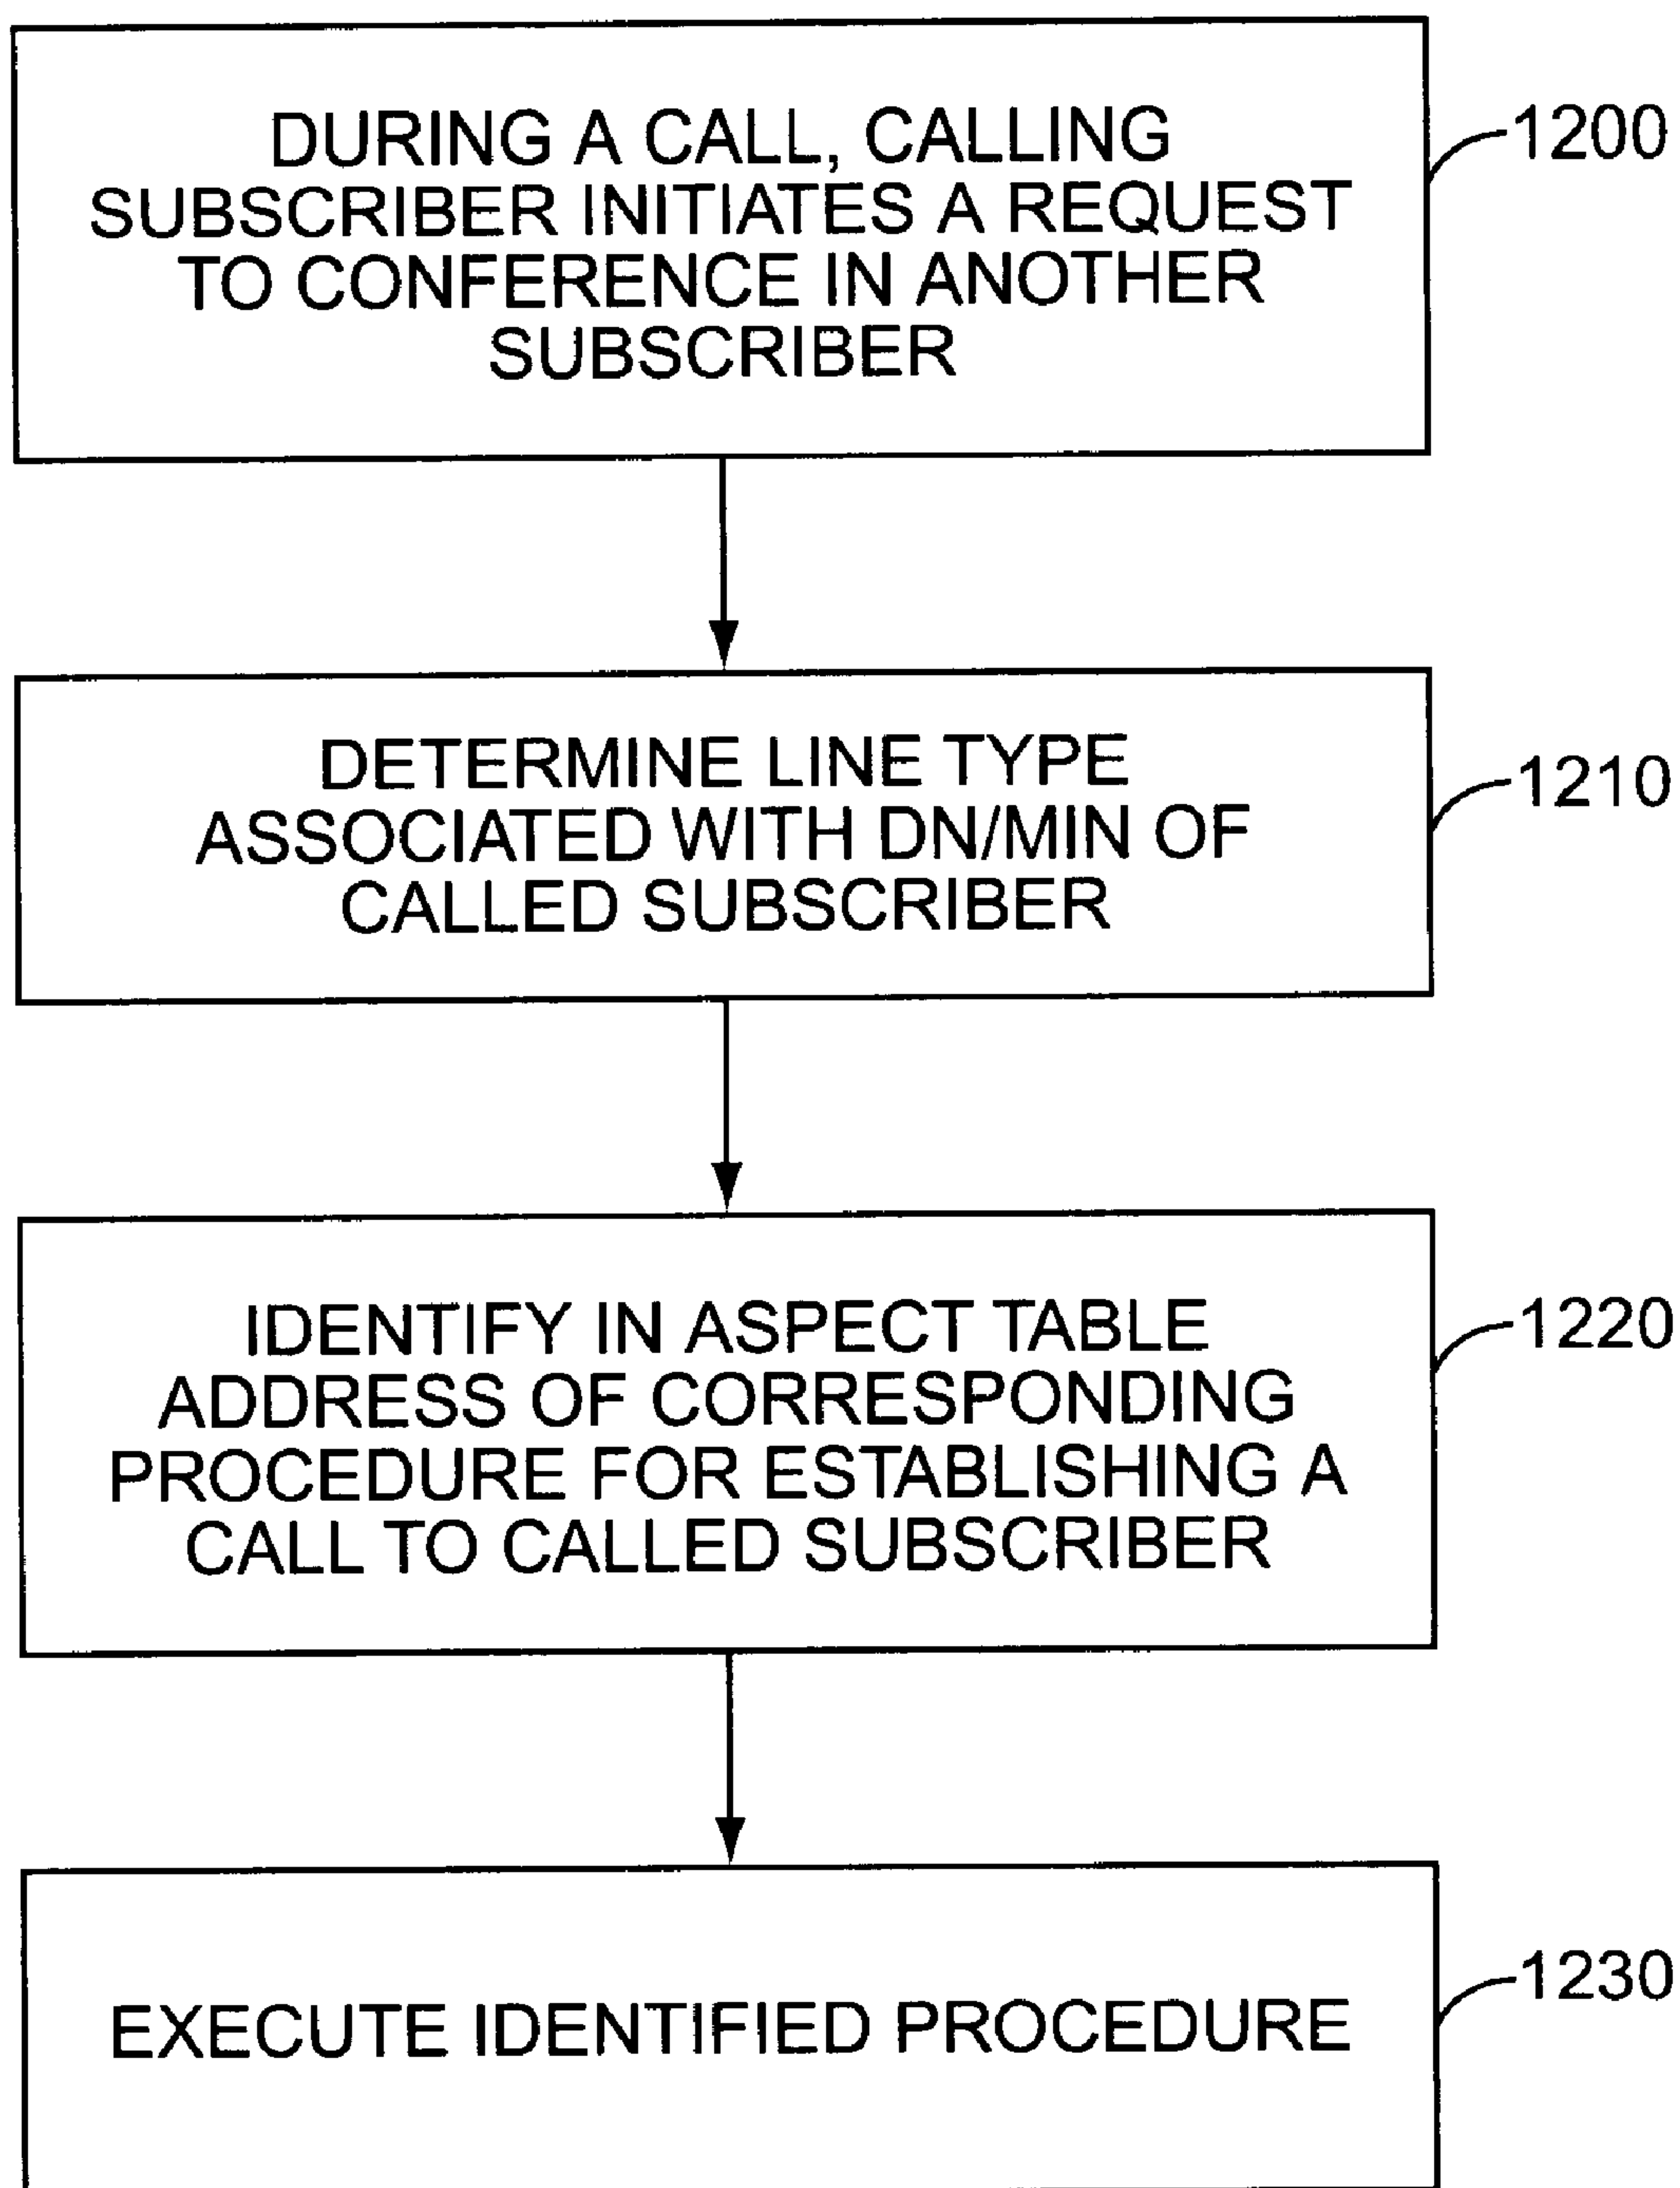 DURING A CALL, CALLING
SUBSCRIBER INITIATES A REQUEST
TO CONFERENCE IN ANOTHER
SUBSCRIBER
1200
DETERMINE LINE TYPE
ASSOCIATED WITH DN/MIN OF
CALLED SUBSCRIBER
1210
IDENTIFY IN ASPECT TABLE
ADDRESS OF CORRESPONDING
PROCEDURE FOR ESTABLISHING A
CALL TO CALLED SUBSCRIBER
1220
EXECUTE IDENTIFIED PROCEDURE
1230